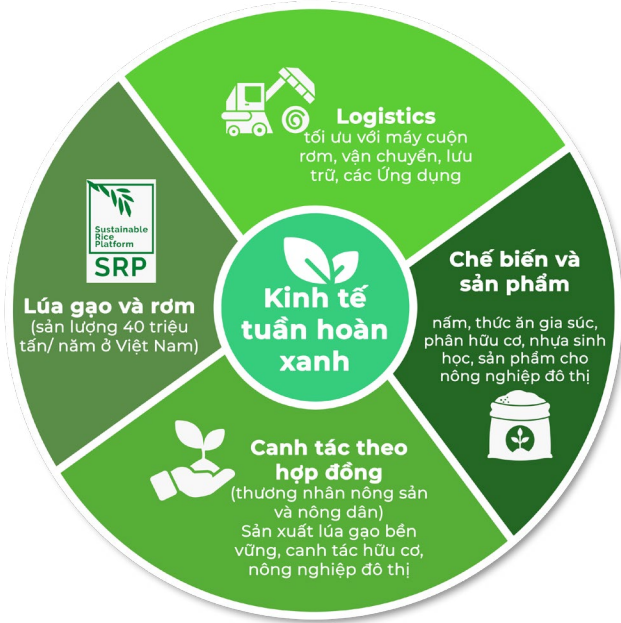 Logistics
tối ưu với máy cuộn
rơm, vận chuyển, lưu
trữ, các Ứng dụng
Sustainable
Rice
Platform
SRP
Lúa gạo và rơm
(sản lượng 40 triệu
tấn/ năm ở Việt Nam)
Kinh tế
tuần hoàn
xanh
Chế biến và
sản phẩm
nấm, thức ăn gia súc,
phân hữu cơ, nhựa sinh
học, sản phẩm cho
nông nghiệp đô thị
Canh tác theo
hợp đồng
(thương nhân nông sản
và nông dân)
Sản xuất lúa gạo bền
vững, canh tác hữu cơ,
nông nghiệp đô thị